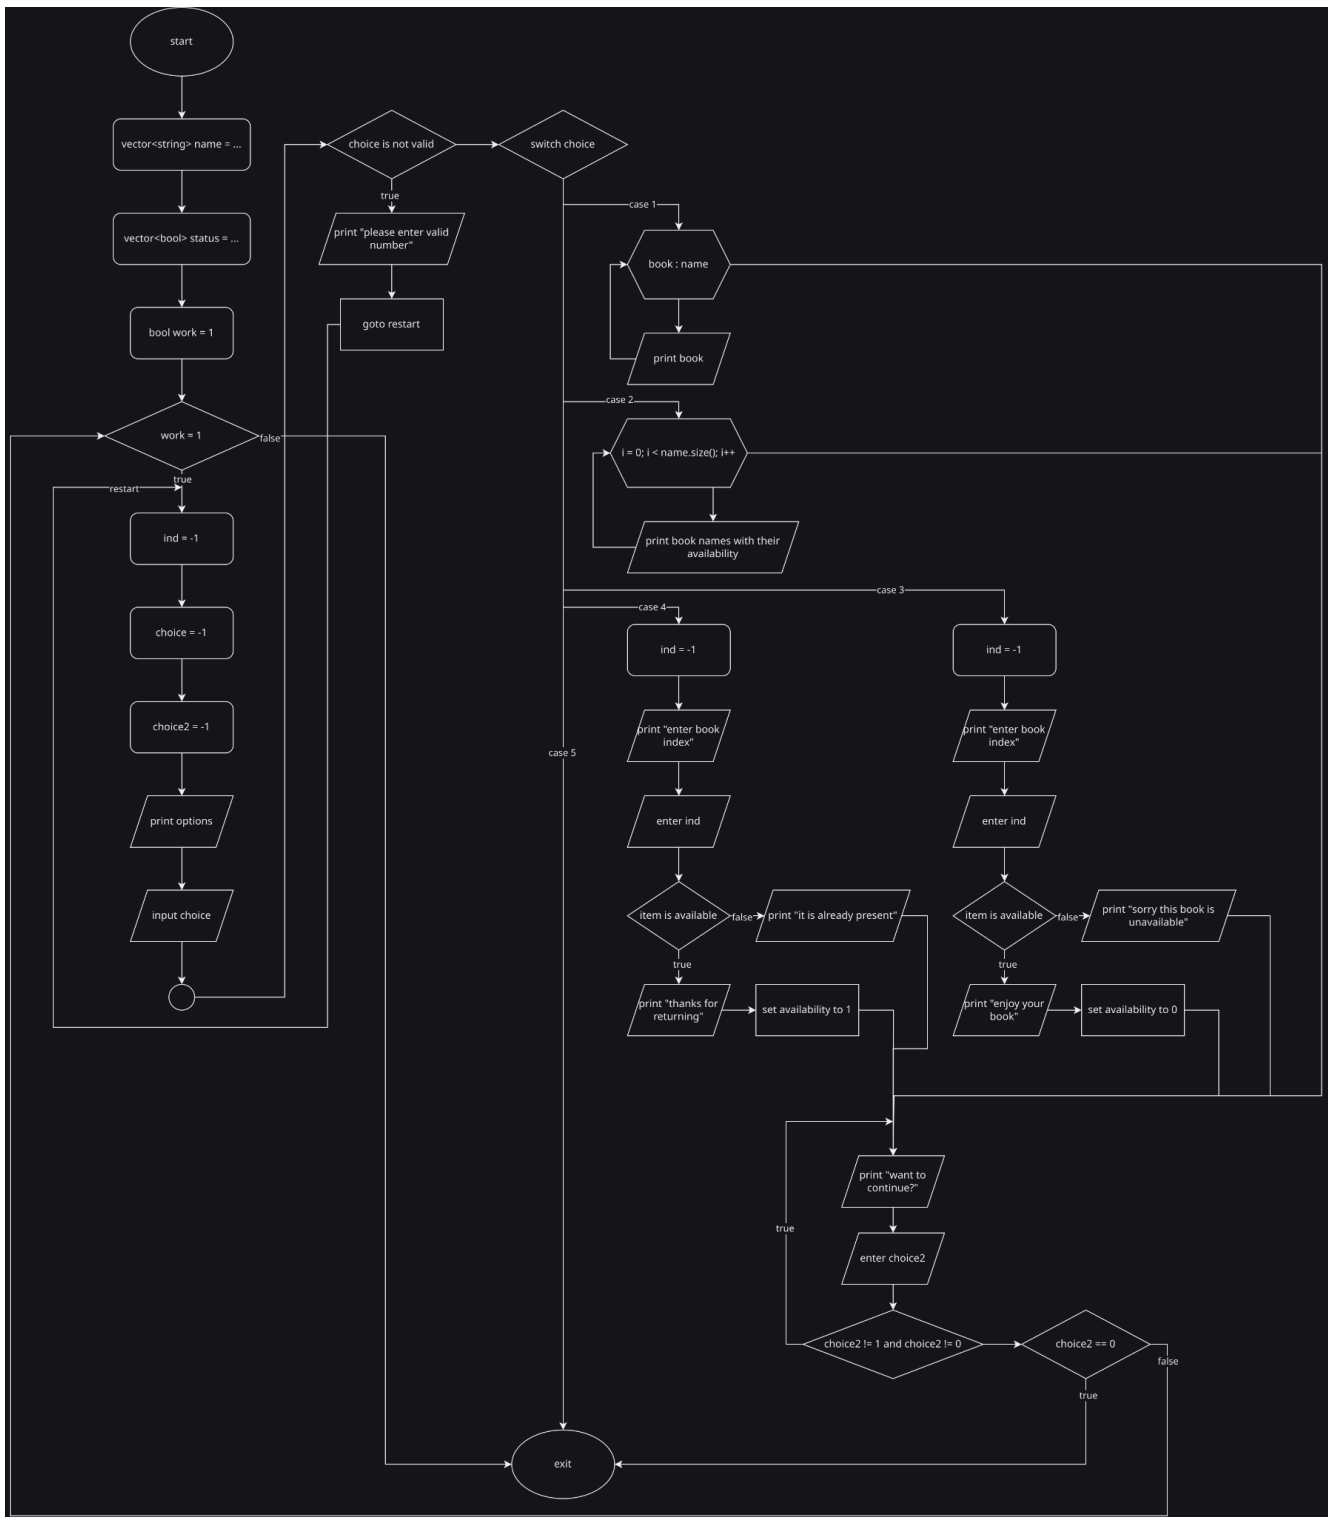 start
vector<string> name = ...
vector<bool> status = ...
bool work = 1
work = 1
false
true
restart
ind = -1
choice = -1
choice2 = -1
print options
input choice
choice is not valid
true
print "please enter valid
number"
goto restart
switch choice
case 1
book : name
print book
case 2
i = 0; i < name.size(); i++
print book names with their
availability
case 3
case 4
case 5
ind = -1
print "enter book
index"
enter ind
item is available
false
print "it is already present"
true
print "thanks for
returning"
set availability to 1
ind = -1
print "enter book
index"
enter ind
item is available
false
print "sorry this book is
unavailable"
true
print "enjoy your
book"
set availability to 0
print "want to
continue?"
enter choice2
true
choice2 != 1 and choice2 != 0
choice2 == 0
false
true
exit